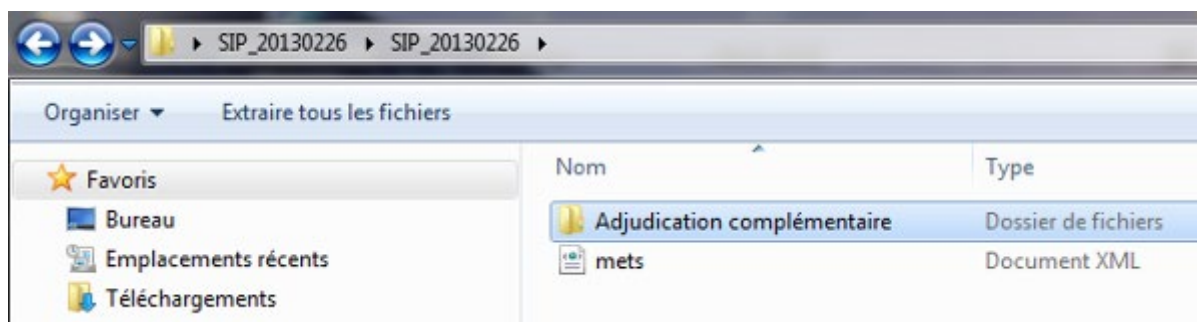 SIP_20130226 ▸ SIP_20130226 ▸
Organiser ▾ Extraire tous les fichiers
Favoris
Bureau
Emplacements récents
Téléchargements
Nom Type
Adjudication complémentaire Dossier de fichiers
mets Document XML